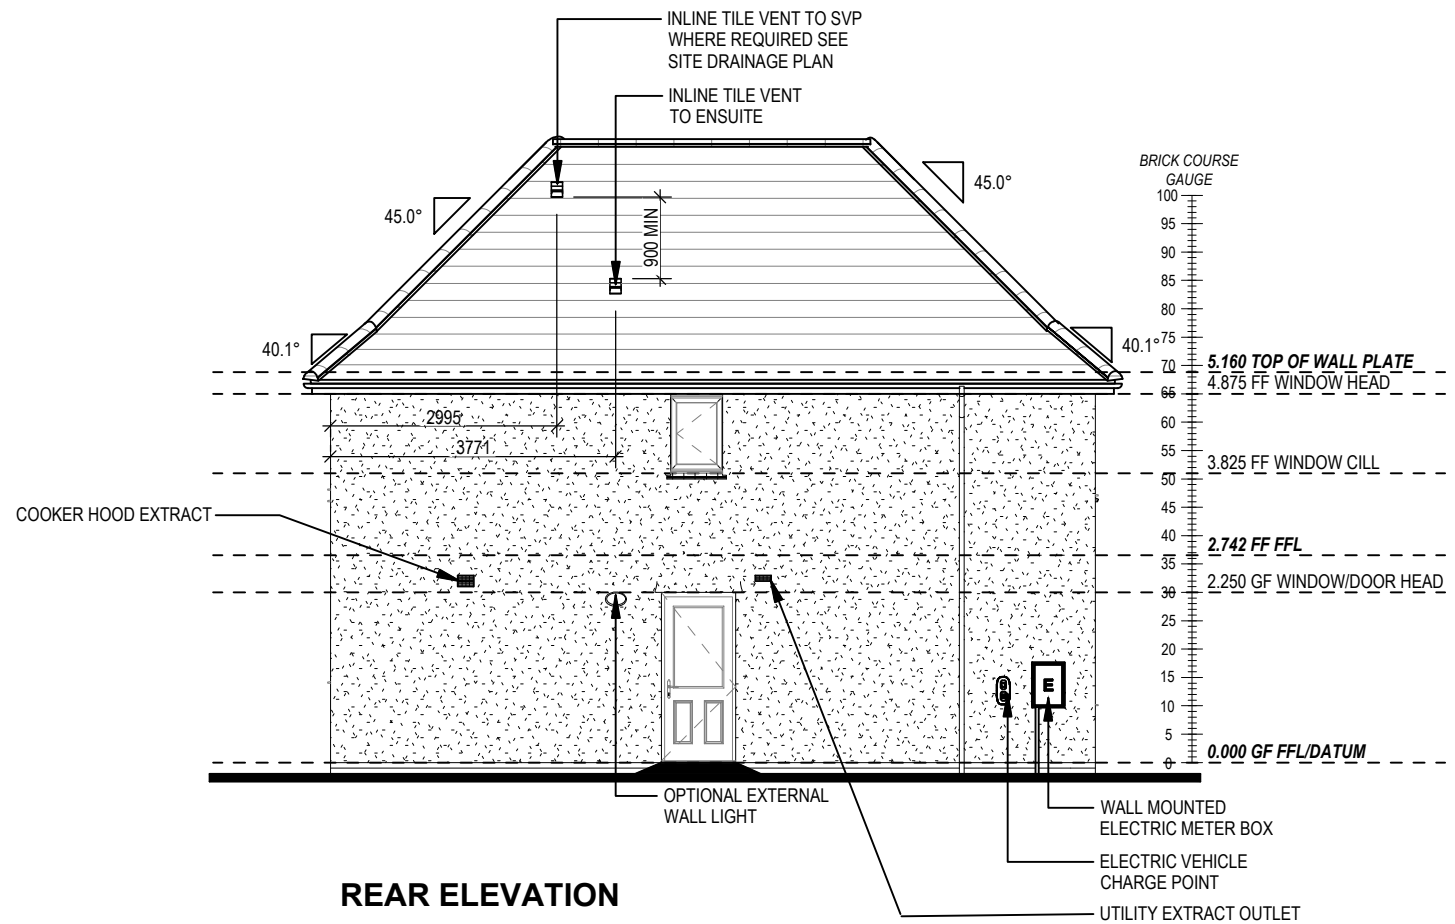 INLINE TILE VENT TO SVP
WHERE REQUIRED SEE
SITE DRAINAGE PLAN
INLINE TILE VENT
TO ENSUITE
BRICK COURSE
GAUGE
45.0°
45.0°
900 MIN
40.1°
40.1°
100
95
90
85
80
75
70
65
60
55
50
45
40
35
30
25
20
15
10
5
0
5.160 TOP OF WALL PLATE
4.875 FF WINDOW HEAD
2995
3771
3.825 FF WINDOW CILL
COOKER HOOD EXTRACT
2.742 FF FFL
2.250 GF WINDOW/DOOR HEAD
E
0.000 GF FFL/DATUM
OPTIONAL EXTERNAL
WALL LIGHT
WALL MOUNTED
ELECTRIC METER BOX
ELECTRIC VEHICLE
CHARGE POINT
UTILITY EXTRACT OUTLET
REAR ELEVATION